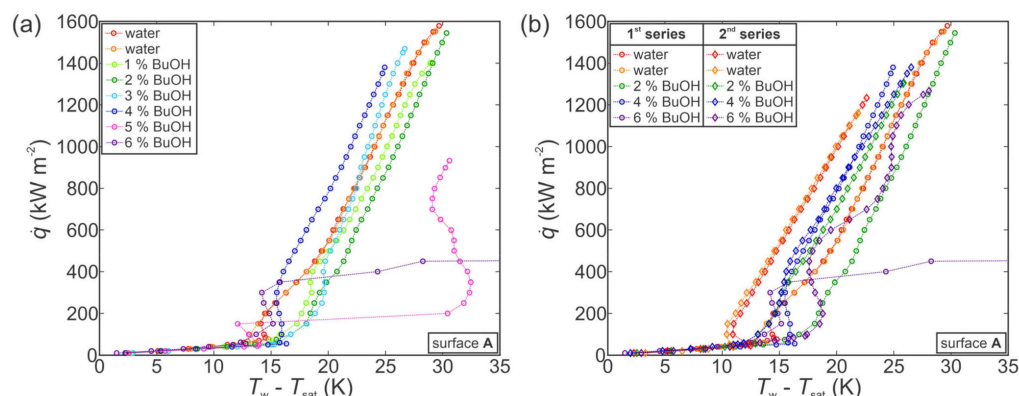 (a)
1600
1400
1200
1000
800
600
400
200
0
q̇ (kW m⁻²)
water
water
1 % BuOH
2 % BuOH
3 % BuOH
4 % BuOH
5 % BuOH
6 % BuOH
surface A
0 5 10 15 20 25 30 35
T_w - T_sat (K)
(b)
1600
1400
1200
1000
800
600
400
200
0
q̇ (kW m⁻²)
1st series 2nd series
water water
water water
2 % BuOH 2 % BuOH
4 % BuOH 4 % BuOH
6 % BuOH 6 % BuOH
surface A
0 5 10 15 20 25 30 35
T_w - T_sat (K)